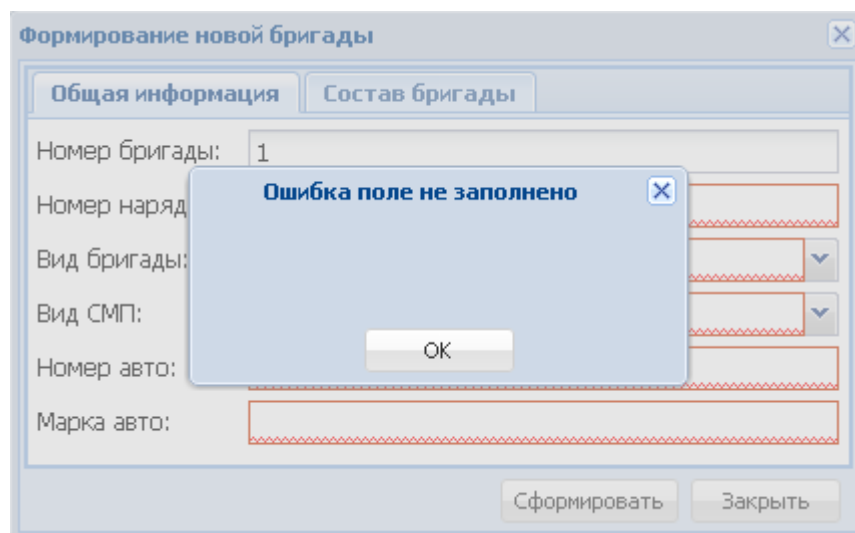 Формирование новой бригады
Общая информация Состав бригады
Номер бригады: 1
Ошибка поле не заполнено
Номер наряд
Вид бригады:
Вид СМП:
OK
Номер авто:
Марка авто:
Сформировать Закрыть